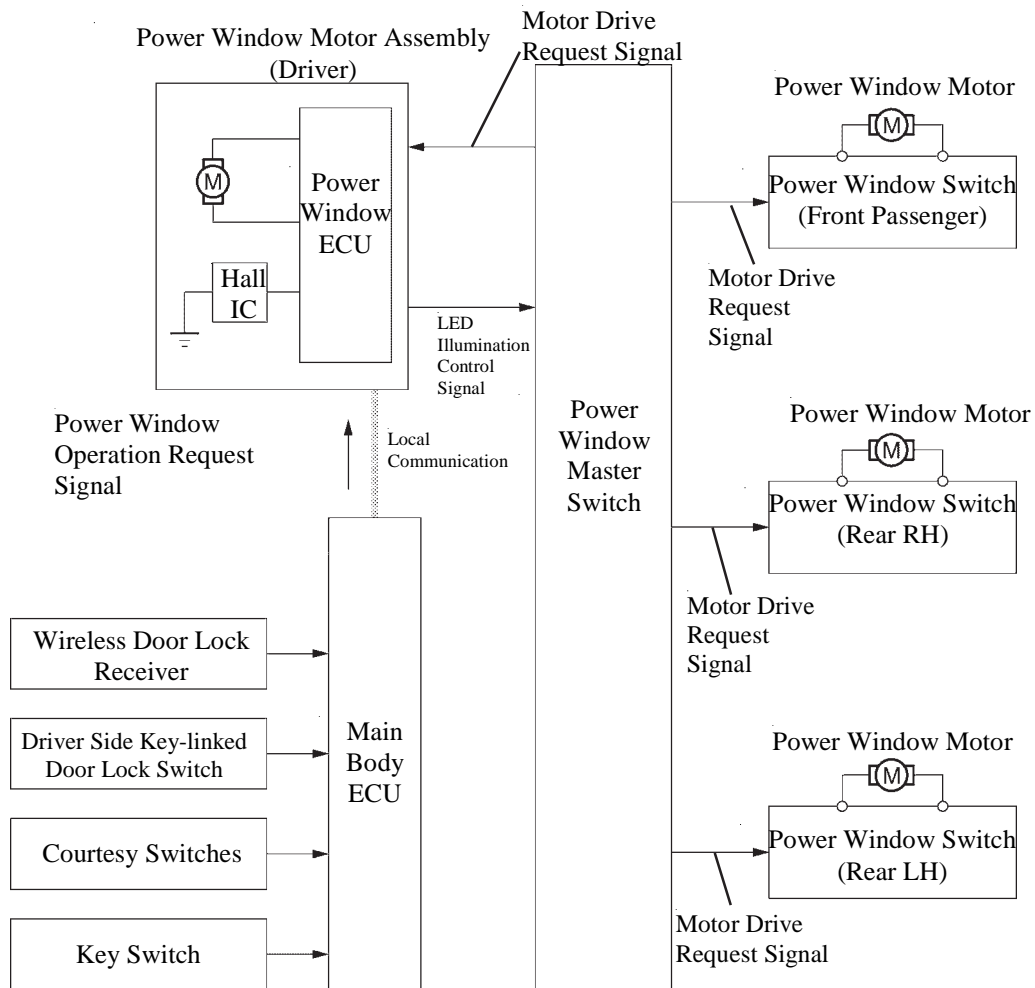 Power Window Motor Assembly
(Driver)
Motor Drive
Request Signal
Power Window Motor
M
Power Window Switch
(Front Passenger)
M
Power
Window
ECU
Hall
IC
Motor Drive
Request
Signal
LED
Illumination
Control
Signal
Power
Window
Master
Switch
Power Window
Operation Request
Signal
Local
Communication
Power Window Motor
M
Power Window Switch
(Rear RH)
Motor Drive
Request
Signal
Wireless Door Lock
Receiver
Driver Side Key-linked
Door Lock Switch
Courtesy Switches
Key Switch
Main
Body
ECU
Power Window Motor
M
Power Window Switch
(Rear LH)
Motor Drive
Request Signal